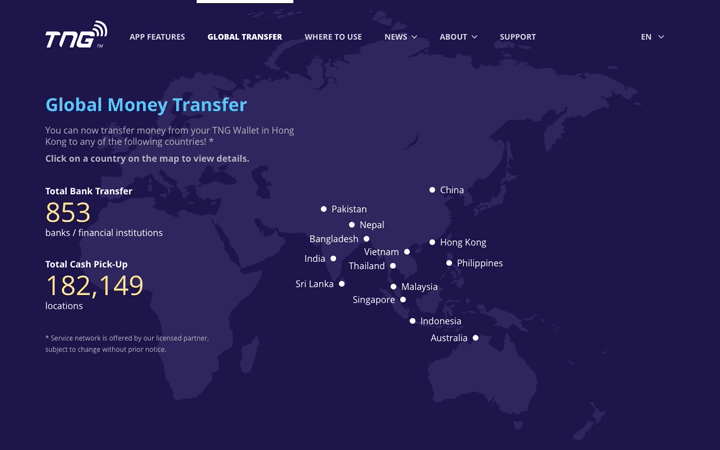 TNG
TM
APP FEATURES
GLOBAL TRANSFER
WHERE TO USE
NEWS
ABOUT
SUPPORT
EN
Global Money Transfer
You can now transfer money from your TNG Wallet in Hong
Kong to any of the following countries! *
Click on a country on the map to view details.
Total Bank Transfer
853
banks / financial institutions
Total Cash Pick-Up
182,149
locations
* Service network is offered by our licensed partner,
subject to change without prior notice.
China
Pakistan
Nepal
Bangladesh
Hong Kong
Vietnam
India
Thailand
Philippines
Sri Lanka
Malaysia
Singapore
Indonesia
Australia